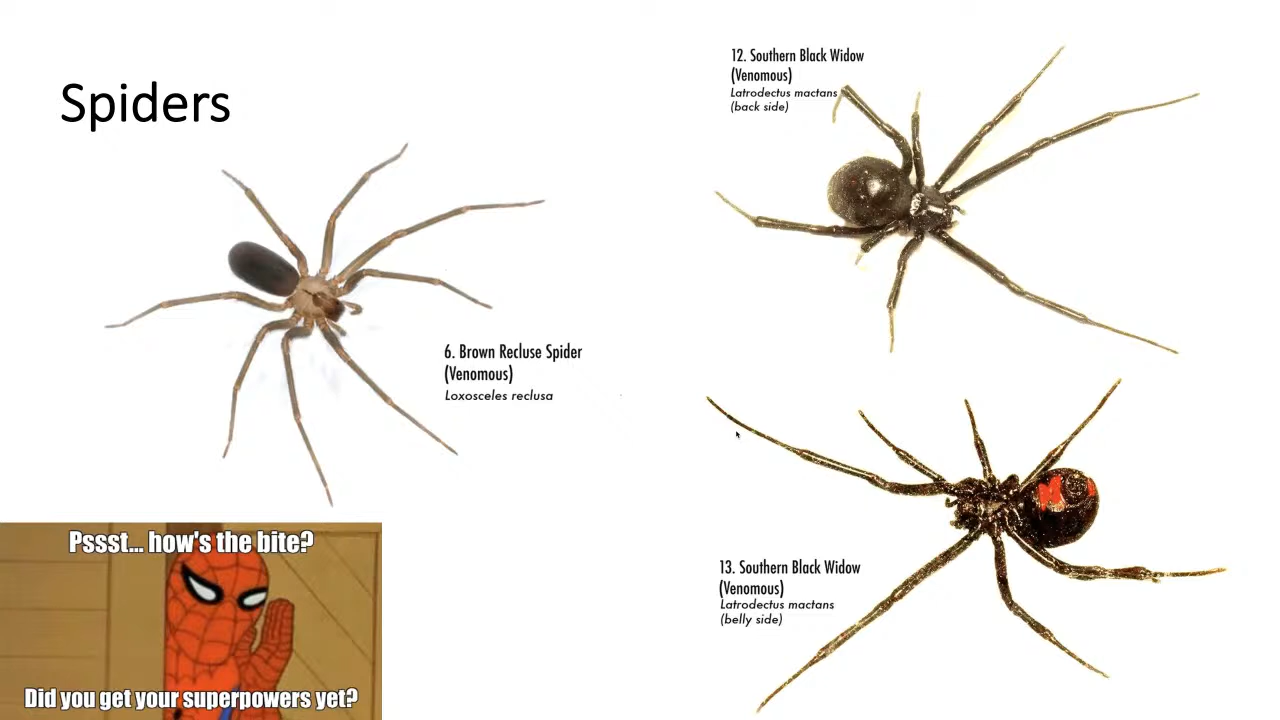 Spiders
6. Brown Recluse Spider
(Venomous)
Loxosceles reclusa
Pssst... how's the bite?
Did you get your superpowers yet?
12. Southern Black Widow
(Venomous)
Latrodectus mactans
(back side)
13. Southern Black Widow
(Venomous)
Latrodectus mactans
(belly side)